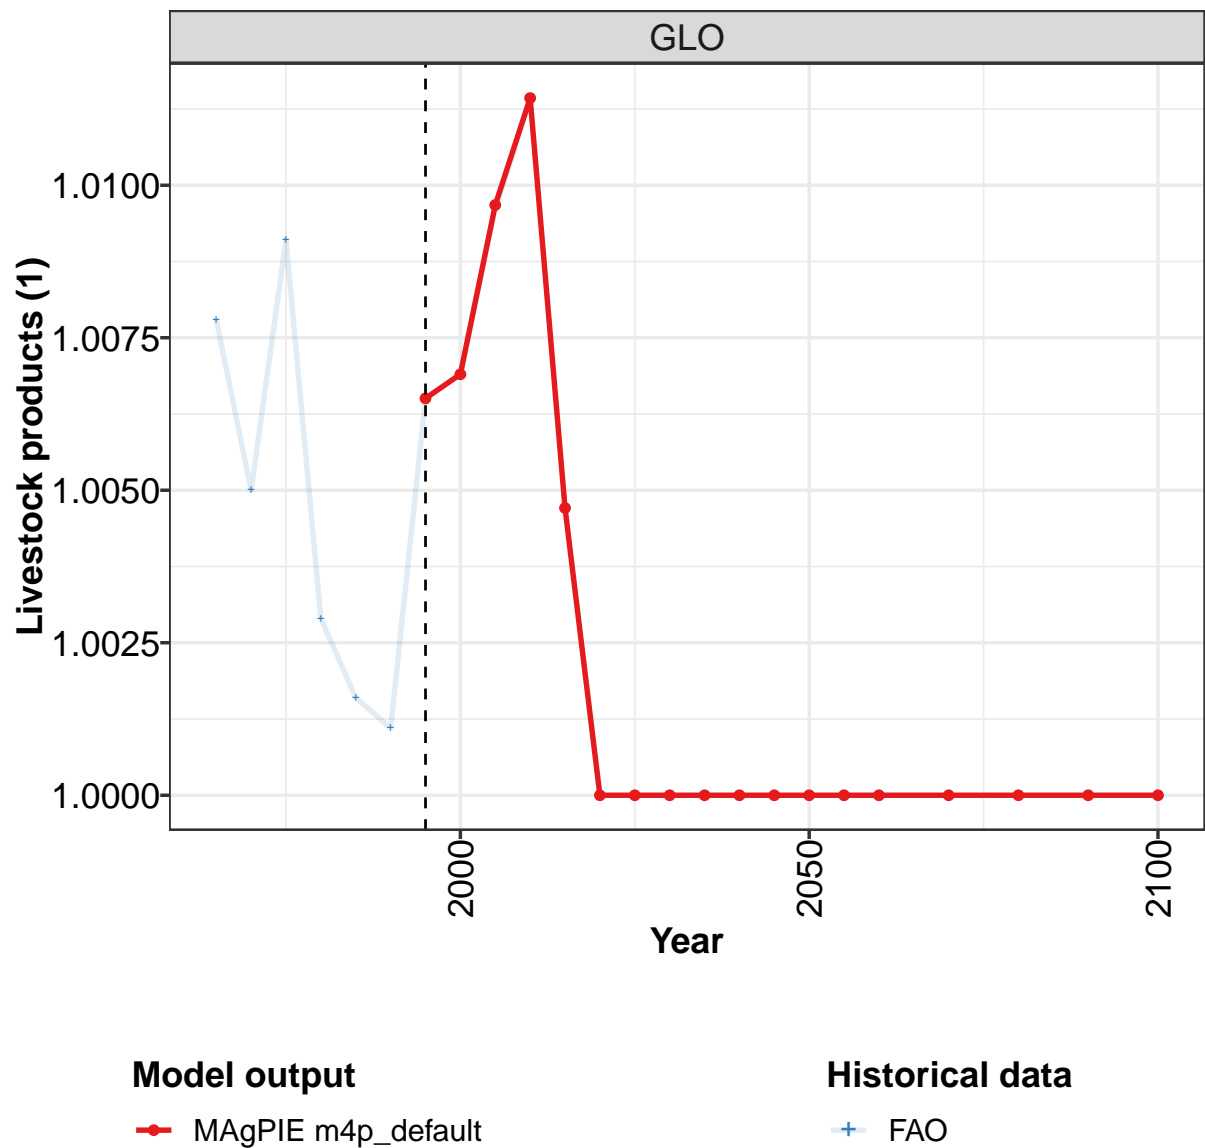 GLO
Livestock products (1)
1.0100
1.0075
1.0050
1.0025
1.0000
2000
2050
2100
Year
Model output
MAgPIE m4p_default
Historical data
FAO